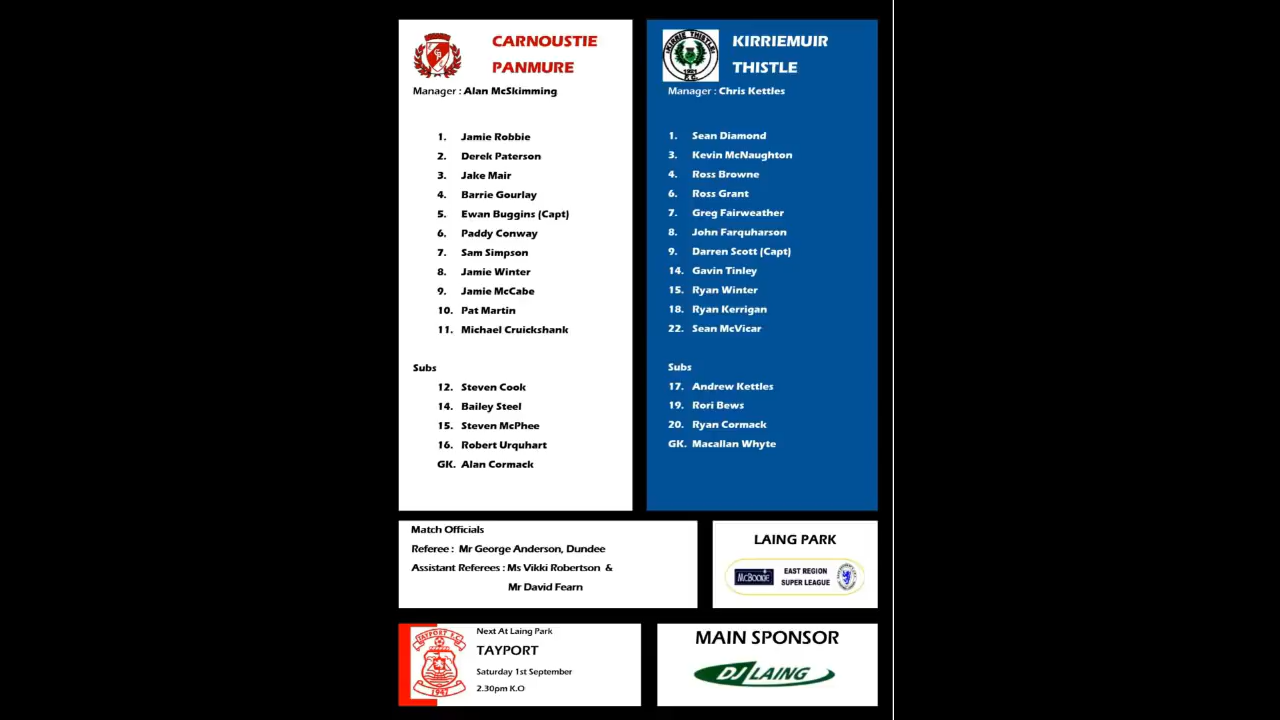 CARNOUSTIE
PANMURE
Manager : Alan McSkimming
1. Jamie Robbie
2. Derek Paterson
3. Jake Mair
4. Barrie Gourlay
5. Ewan Buggins (Capt)
6. Paddy Conway
7. Sam Simpson
8. Jamie Winter
9. Jamie McCabe
10. Pat Martin
11. Michael Cruickshank
Subs
12. Steven Cook
14. Bailey Steel
15. Steven McPhee
16. Robert Urquhart
GK. Alan Cormack
KIRRIE THISTLE
F.C.
KIRRIEMUIR
THISTLE
Manager : Chris Kettles
1. Sean Diamond
3. Kevin McNaughton
4. Ross Browne
6. Ross Grant
7. Greg Fairweather
8. John Farquharson
9. Darren Scott (Capt)
14. Gavin Tinley
15. Ryan Winter
18. Ryan Kerrigan
22. Sean McVicar
Subs
17. Andrew Kettles
19. Rori Bews
20. Ryan Cormack
GK. Macallan Whyte
Match Officials
Referee : Mr George Anderson, Dundee
Assistant Referees : Ms Vikki Robertson &
Mr David Fearn
LAING PARK
McBOOKIE
EAST REGION
SUPER LEAGUE
TAYPORT F.C.
1947
Next At Laing Park
TAYPORT
Saturday 1st September
2.30pm K.O
MAIN SPONSOR
DJ LAING